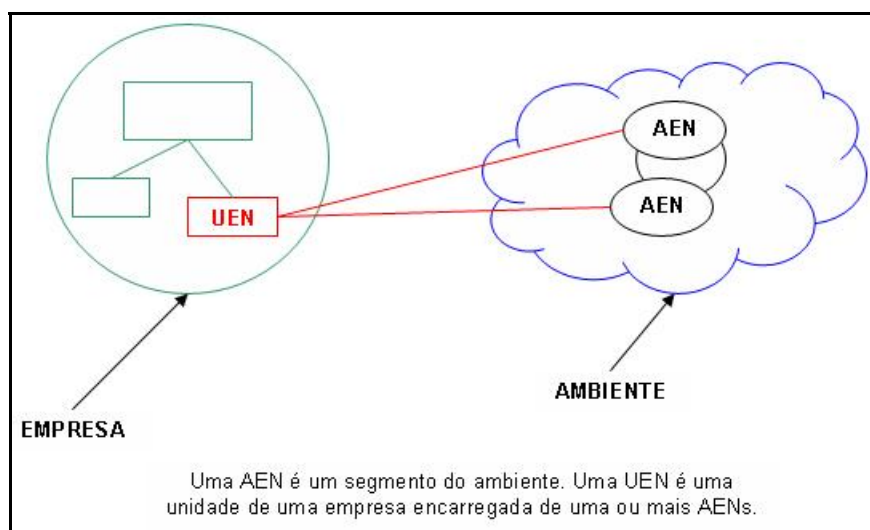 AEN
UEN
AEN
AMBIENTE
EMPRESA
Uma AEN é um segmento do ambiente. Uma UEN é uma
unidade de uma empresa encarregada de uma ou mais AENs.